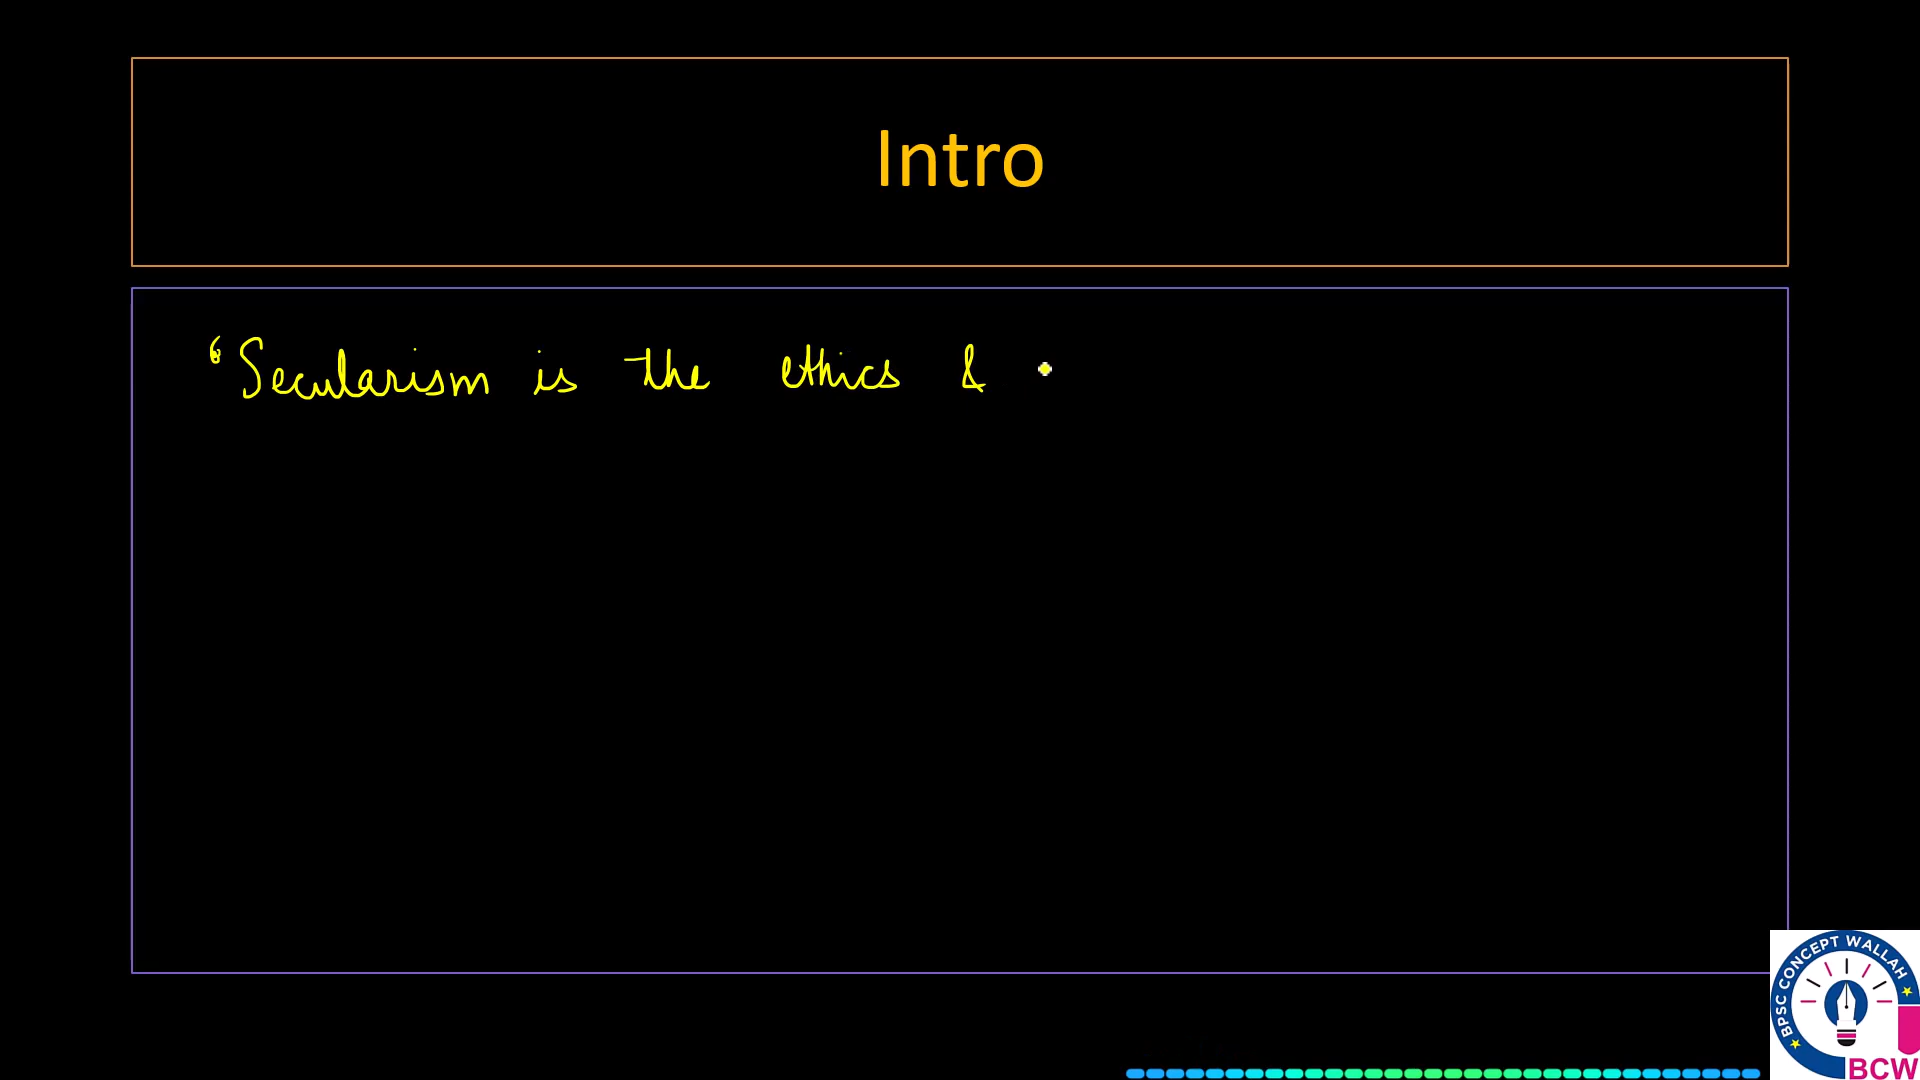 Intro
“Secularism is the ethics &
BPSC CONCEPT WALLAH
BCW